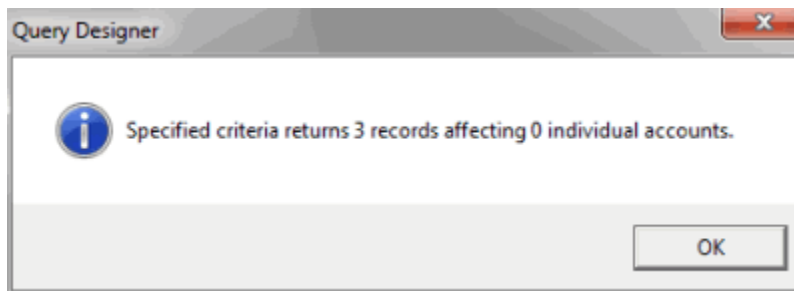 Query Designer
Specified criteria returns 3 records affecting 0 individual accounts.
OK